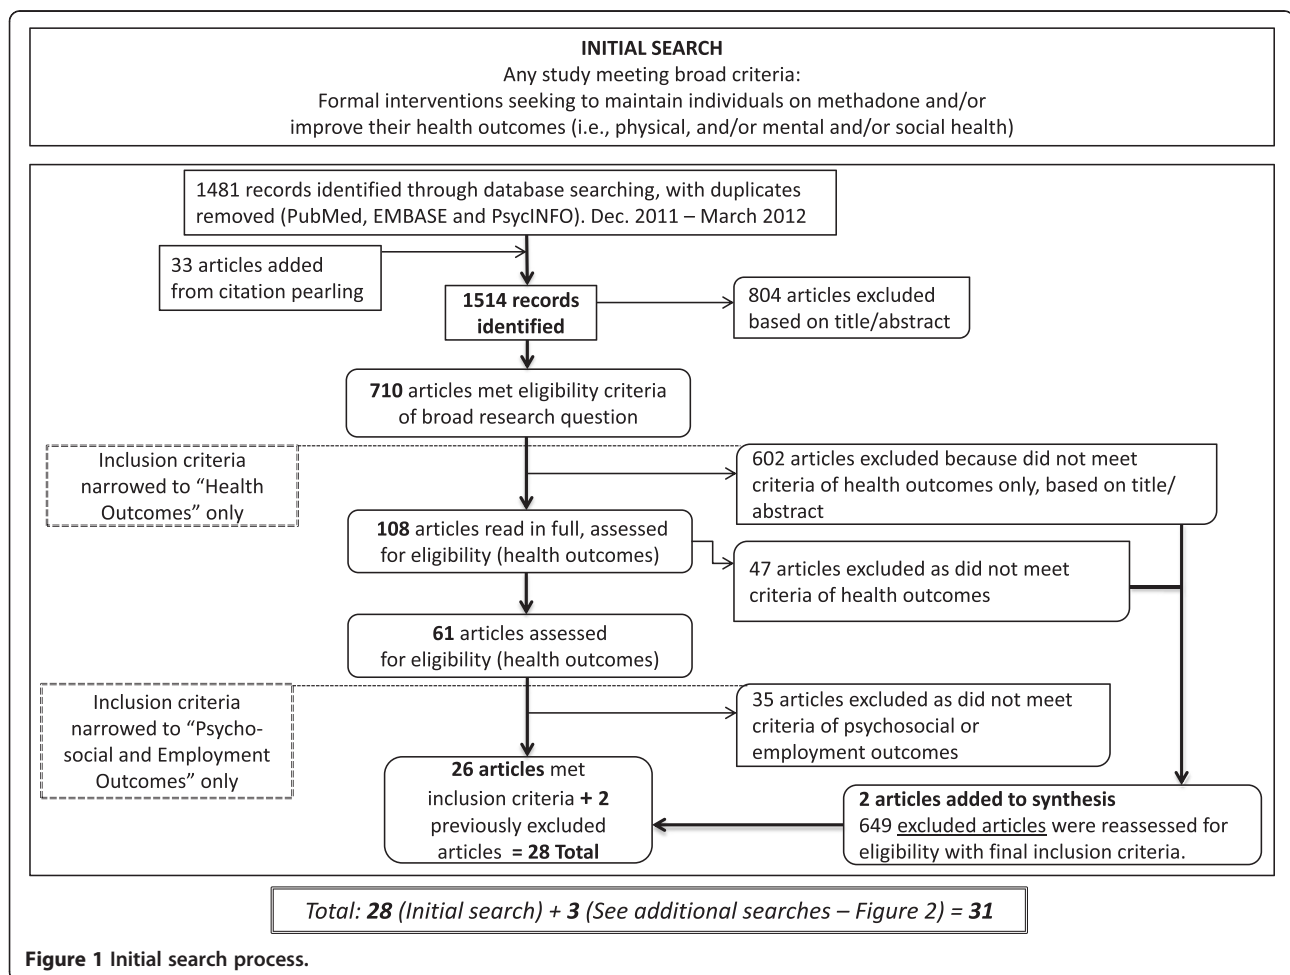 INITIAL SEARCH
Any study meeting broad criteria:
Formal interventions seeking to maintain individuals on methadone and/or
improve their health outcomes (i.e., physical, and/or mental and/or social health)
1481 records identified through database searching, with duplicates
removed (PubMed, EMBASE and PsycINFO). Dec. 2011 – March 2012
33 articles added
from citation pearling
1514 records
identified
804 articles excluded
based on title/abstract
710 articles met eligibility criteria
of broad research question
Inclusion criteria
narrowed to “Health
Outcomes” only
602 articles excluded because did not meet
criteria of health outcomes only, based on title/
abstract
108 articles read in full, assessed
for eligibility (health outcomes)
47 articles excluded as did not meet
criteria of health outcomes
61 articles assessed
for eligibility (health outcomes)
Inclusion criteria
narrowed to “Psycho-
social and Employment
Outcomes” only
35 articles excluded as did not meet
criteria of psychosocial or
employment outcomes
26 articles met
inclusion criteria + 2
previously excluded
articles = 28 Total
2 articles added to synthesis
649 excluded articles were reassessed for
eligibility with final inclusion criteria.
Total: 28 (Initial search) + 3 (See additional searches – Figure 2) = 31
Figure 1 Initial search process.